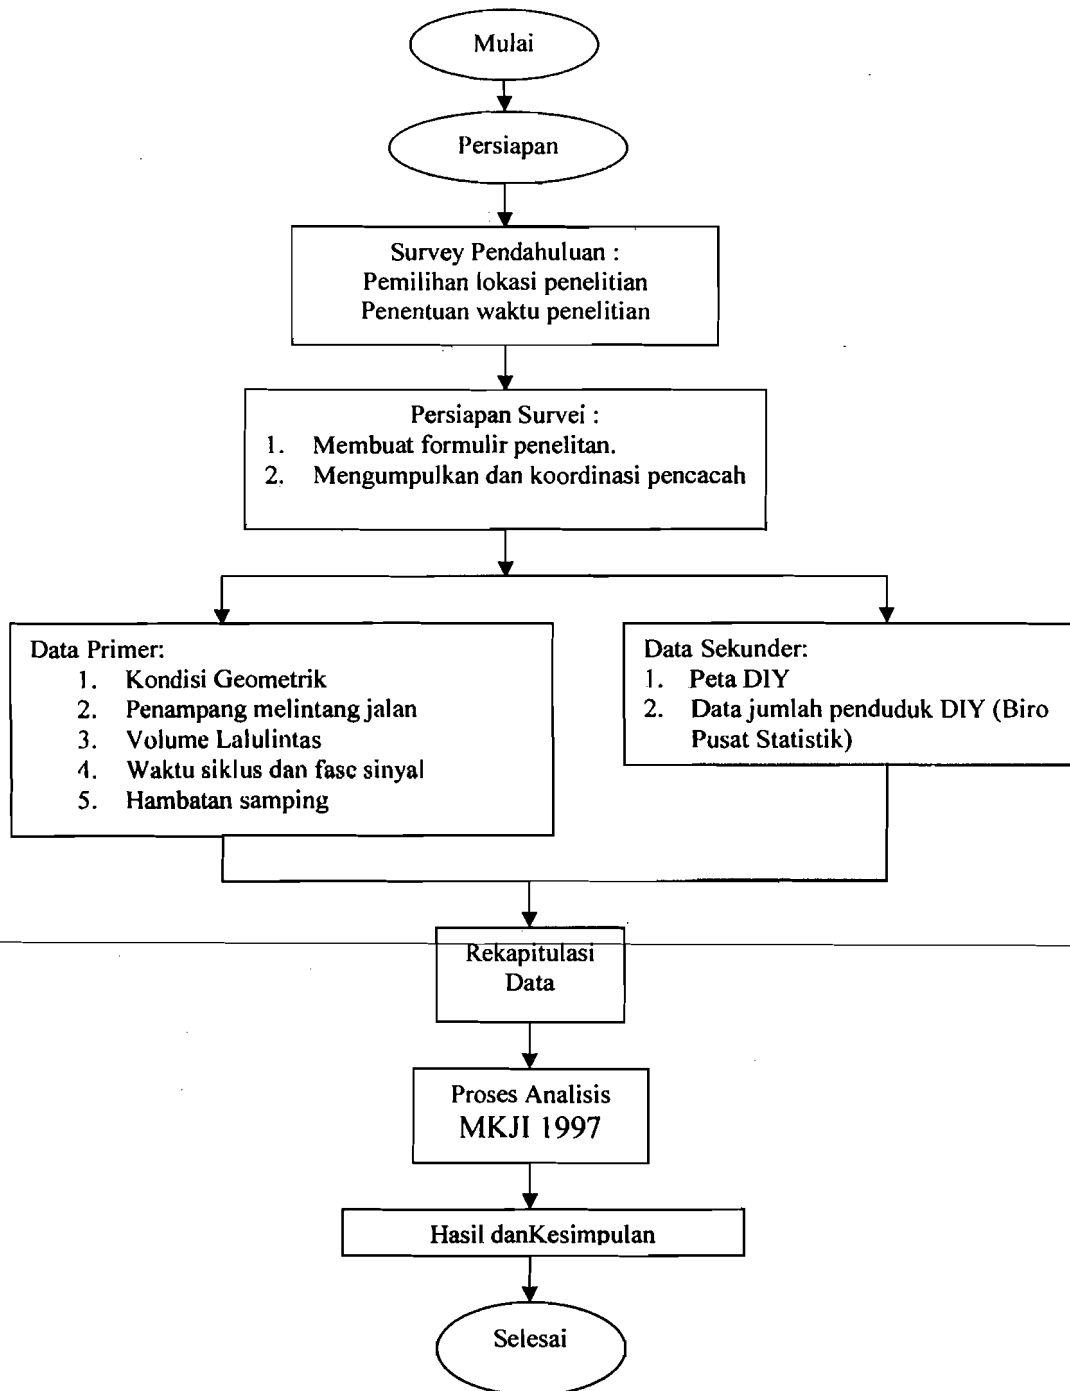 Mulai
Persiapan
Survey Pendahuluan :
Pemilihan lokasi penelitian
Penentuan waktu penelitian
Persiapan Survei :
1. Membuat formulir penelitan.
2. Mengumpulkan dan koordinasi pencacah
Data Primer:
1. Kondisi Geometrik
2. Penampang melintang jalan
3. Volume Lalulintas
4. Waktu siklus dan fase sinyal
5. Hambatan samping
Data Sekunder:
1. Peta DIY
2. Data jumlah penduduk DIY (Biro
Pusat Statistik)
Rekapitulasi
Data
Proses Analisis
MKJI 1997
Hasil danKesimpulan
Selesai